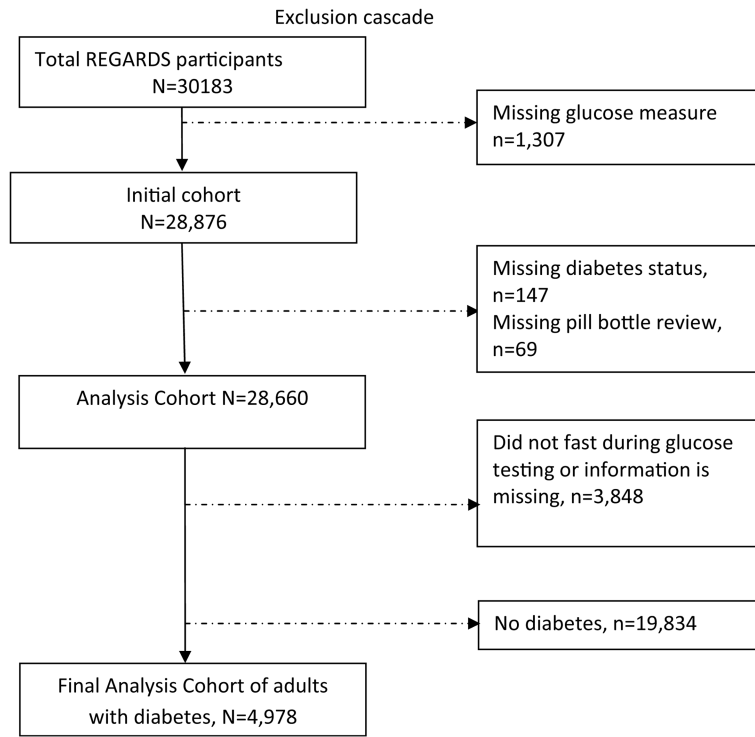 Exclusion cascade
Total REGARDS participants
N=30183
Missing glucose measure
n=1,307
Initial cohort
N=28,876
Missing diabetes status,
n=147
Missing pill bottle review,
n=69
Analysis Cohort N=28,660
Did not fast during glucose
testing or information is
missing, n=3,848
No diabetes, n=19,834
Final Analysis Cohort of adults
with diabetes, N=4,978